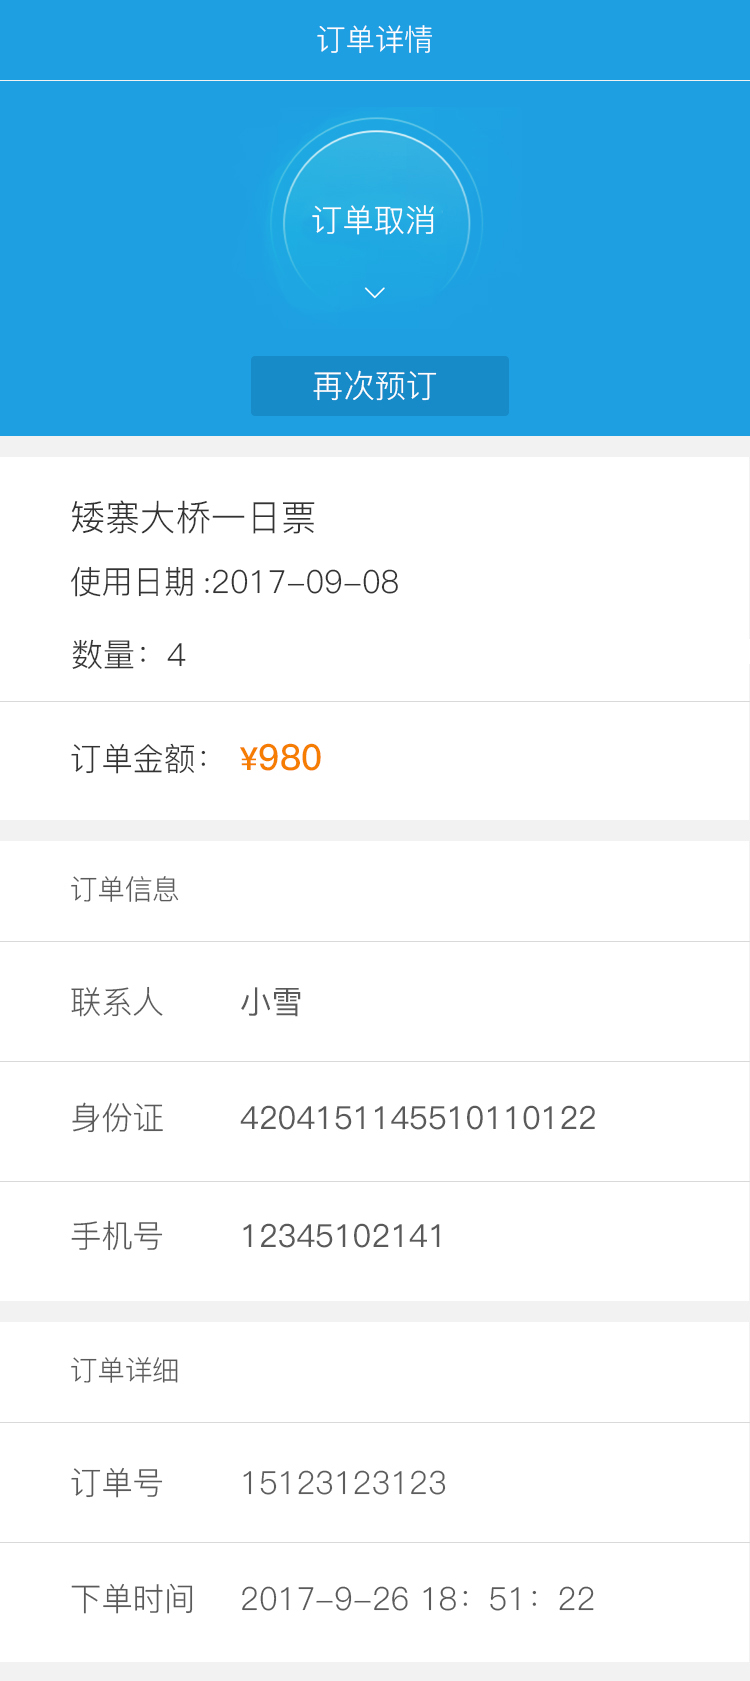 订单详情
订单取消
再次预订
矮寨大桥一日票
使用日期 :2017-09-08
数量：4
订单金额： ¥980
订单信息
联系人 小雪
身份证 4204151145510110122
手机号 12345102141
订单详细
订单号 15123123123
下单时间 2017-9-26 18：51：22